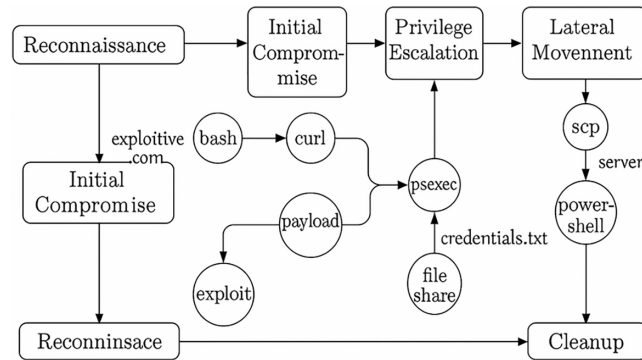 Reconnaissance
Initial
Comprom-
mise
Privilege
Escalation
Lateral
Movennent
exploitive
.com
bash
curl
scp
server
Initial
Compromise
payload
psexec
power-
shell
credentials.txt
exploit
file
share
Reconninsace
Cleanup